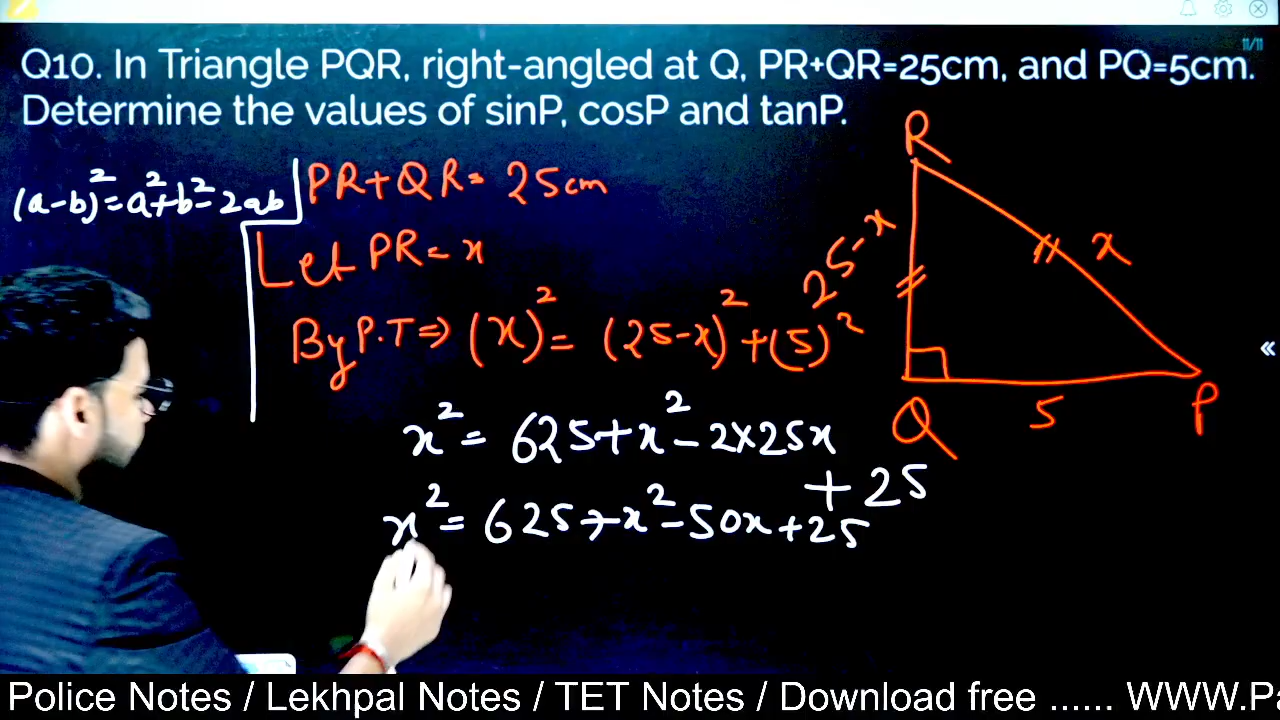 11/11
Q10. In Triangle PQR, right-angled at Q, PR+QR=25cm, and PQ=5cm.
Determine the values of sinP, cosP and tanP.
(a-b)²=a²+b²-2ab
PR+QR= 25cm
Let PR= x
By P.T ⇒ (x)² = (25-x)² + (5)²
x² = 625+x²-2×25x
+ 25
x² = 625+x²-50x+25
R
25-x
x
Q
5
P
«
Police Notes / Lekhpal Notes / TET Notes / Download free ...... WWW.Pa